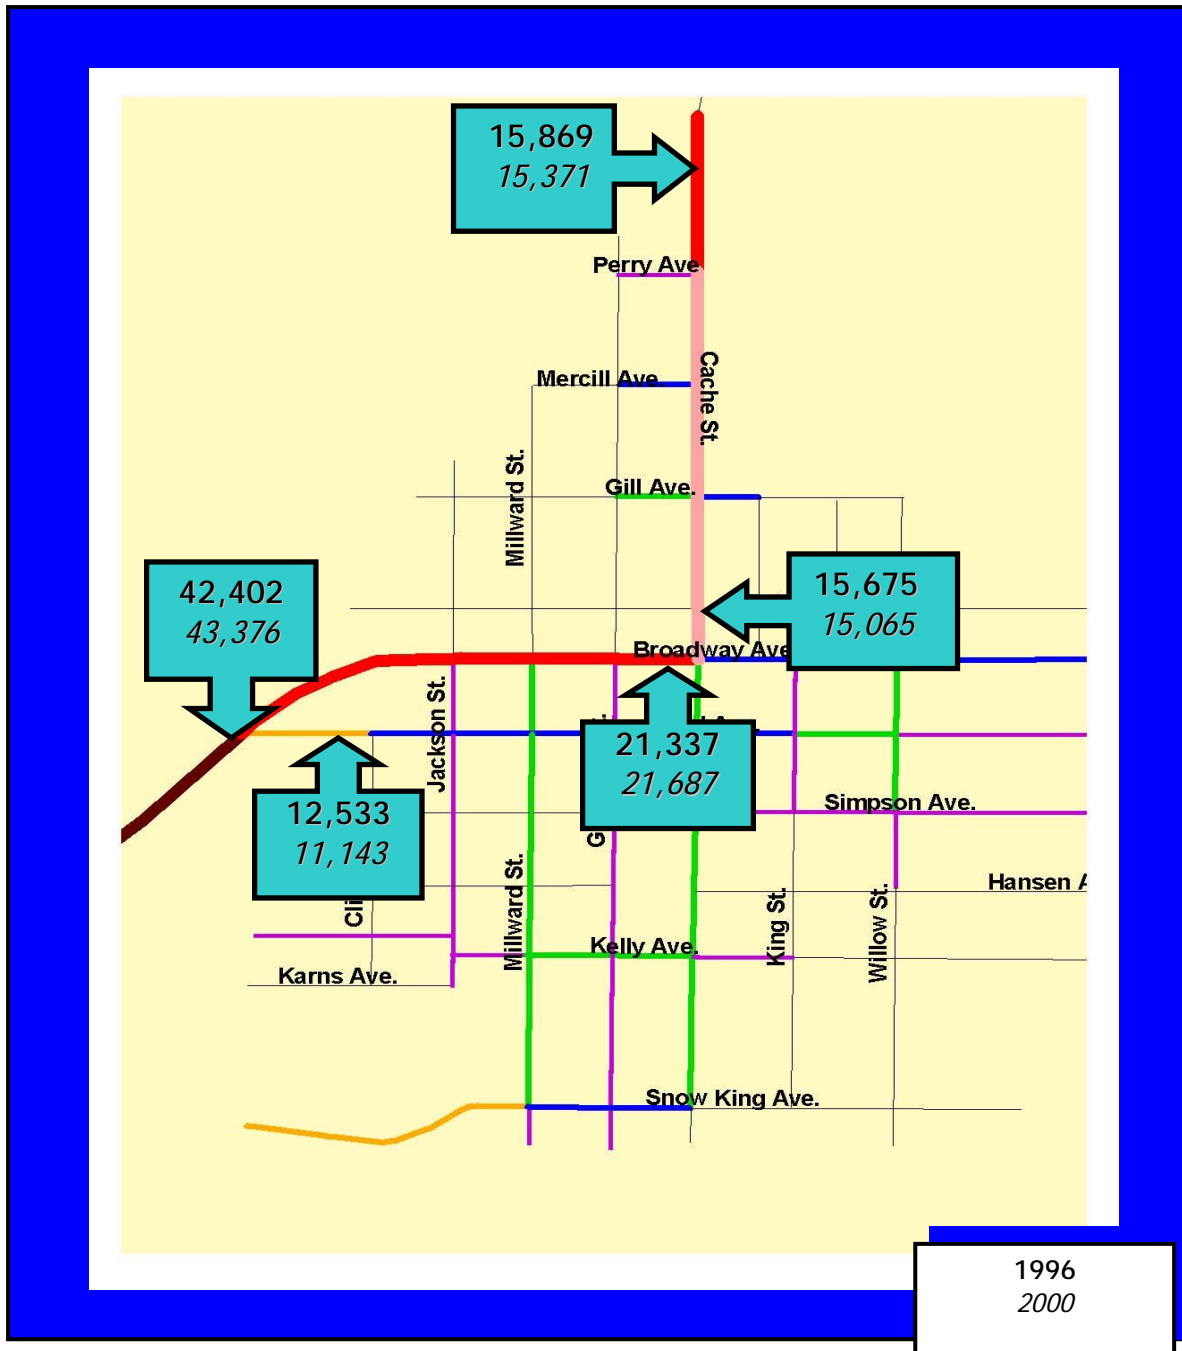 15,869
15,371
Perry Ave
Mercill Ave.
Cache St.
Gill Ave.
Millward St.
42,402
43,376
15,675
15,065
Broadway Ave
Jackson St.
21,337
21,687
12,533
11,143
Simpson Ave.
G
Hansen A
Cli
Millward St.
Kelly Ave.
King St.
Willow St.
Karns Ave.
Snow King Ave.
1996
2000